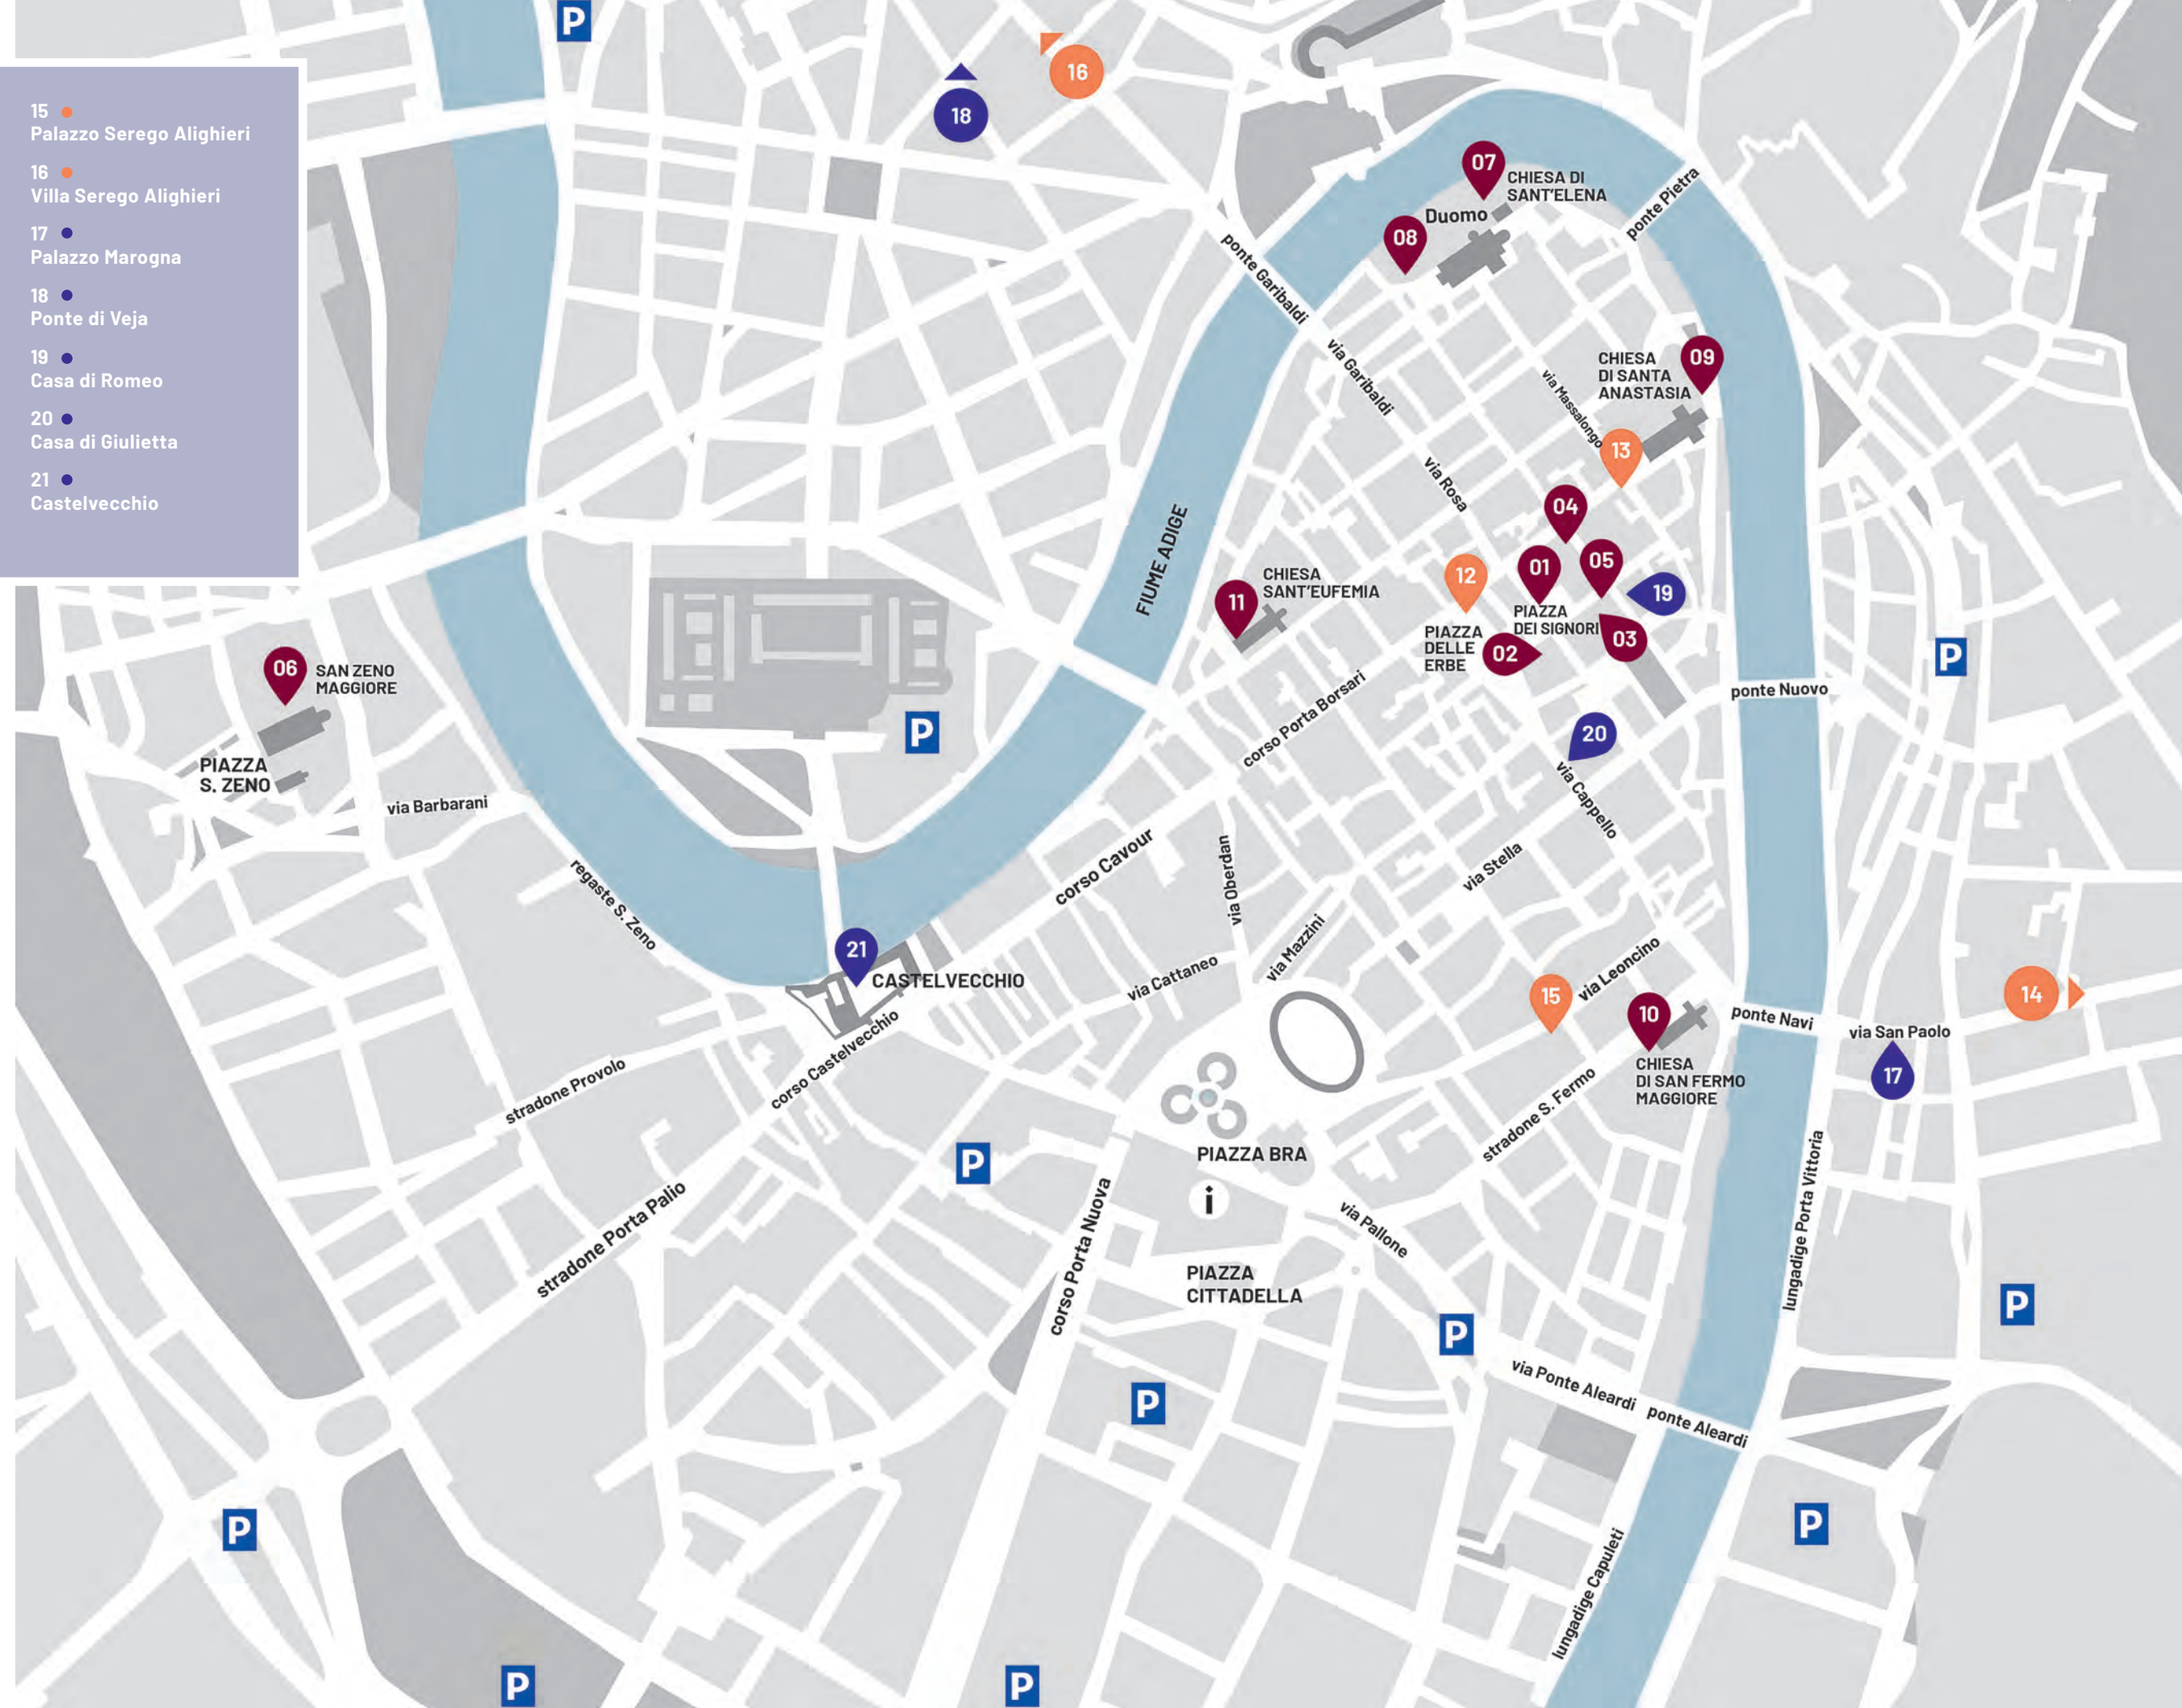 15
Palazzo Serego Alighieri
16
Villa Serego Alighieri
17
Palazzo Marogna
18
Ponte di Veja
19
Casa di Romeo
20
Casa di Giulietta
21
Castelvecchio
P
16
18
07
CHIESA DI
SANT'ELENA
Duomo
08
ponte Pietra
ponte Garibaldi
via Garibaldi
CHIESA
DI SANTA
ANASTASIA
09
via Massalongo
13
via Rosa
04
FIUME ADIGE
05
01
12
19
11
CHIESA
SANT'EUFEMIA
PIAZZA
DEI SIGNORI
03
PIAZZA
DELLE
ERBE
02
P
06
SAN ZENO
MAGGIORE
ponte Nuovo
P
corso Porta Borsari
20
PIAZZA
S. ZENO
via Barbarani
via Cappello
corso Cavour
via Oberdan
via Stella
regaste S. Zeno
via Mazzini
21
CASTELVECCHIO
via Cattaneo
via Leoncino
15
14
10
ponte Navi
via San Paolo
17
CHIESA
DI SAN FERMO
MAGGIORE
corso Castelvecchio
stradone Provolo
stradone S. Fermo
PIAZZA BRA
P
i
lungadige Porta Vittoria
stradone Porta Palio
corso Porta Nuova
via Pallone
PIAZZA
CITTADELLA
P
P
P
via Ponte Aleardi
ponte Aleardi
P
P
lungadige Capuleti
P
P